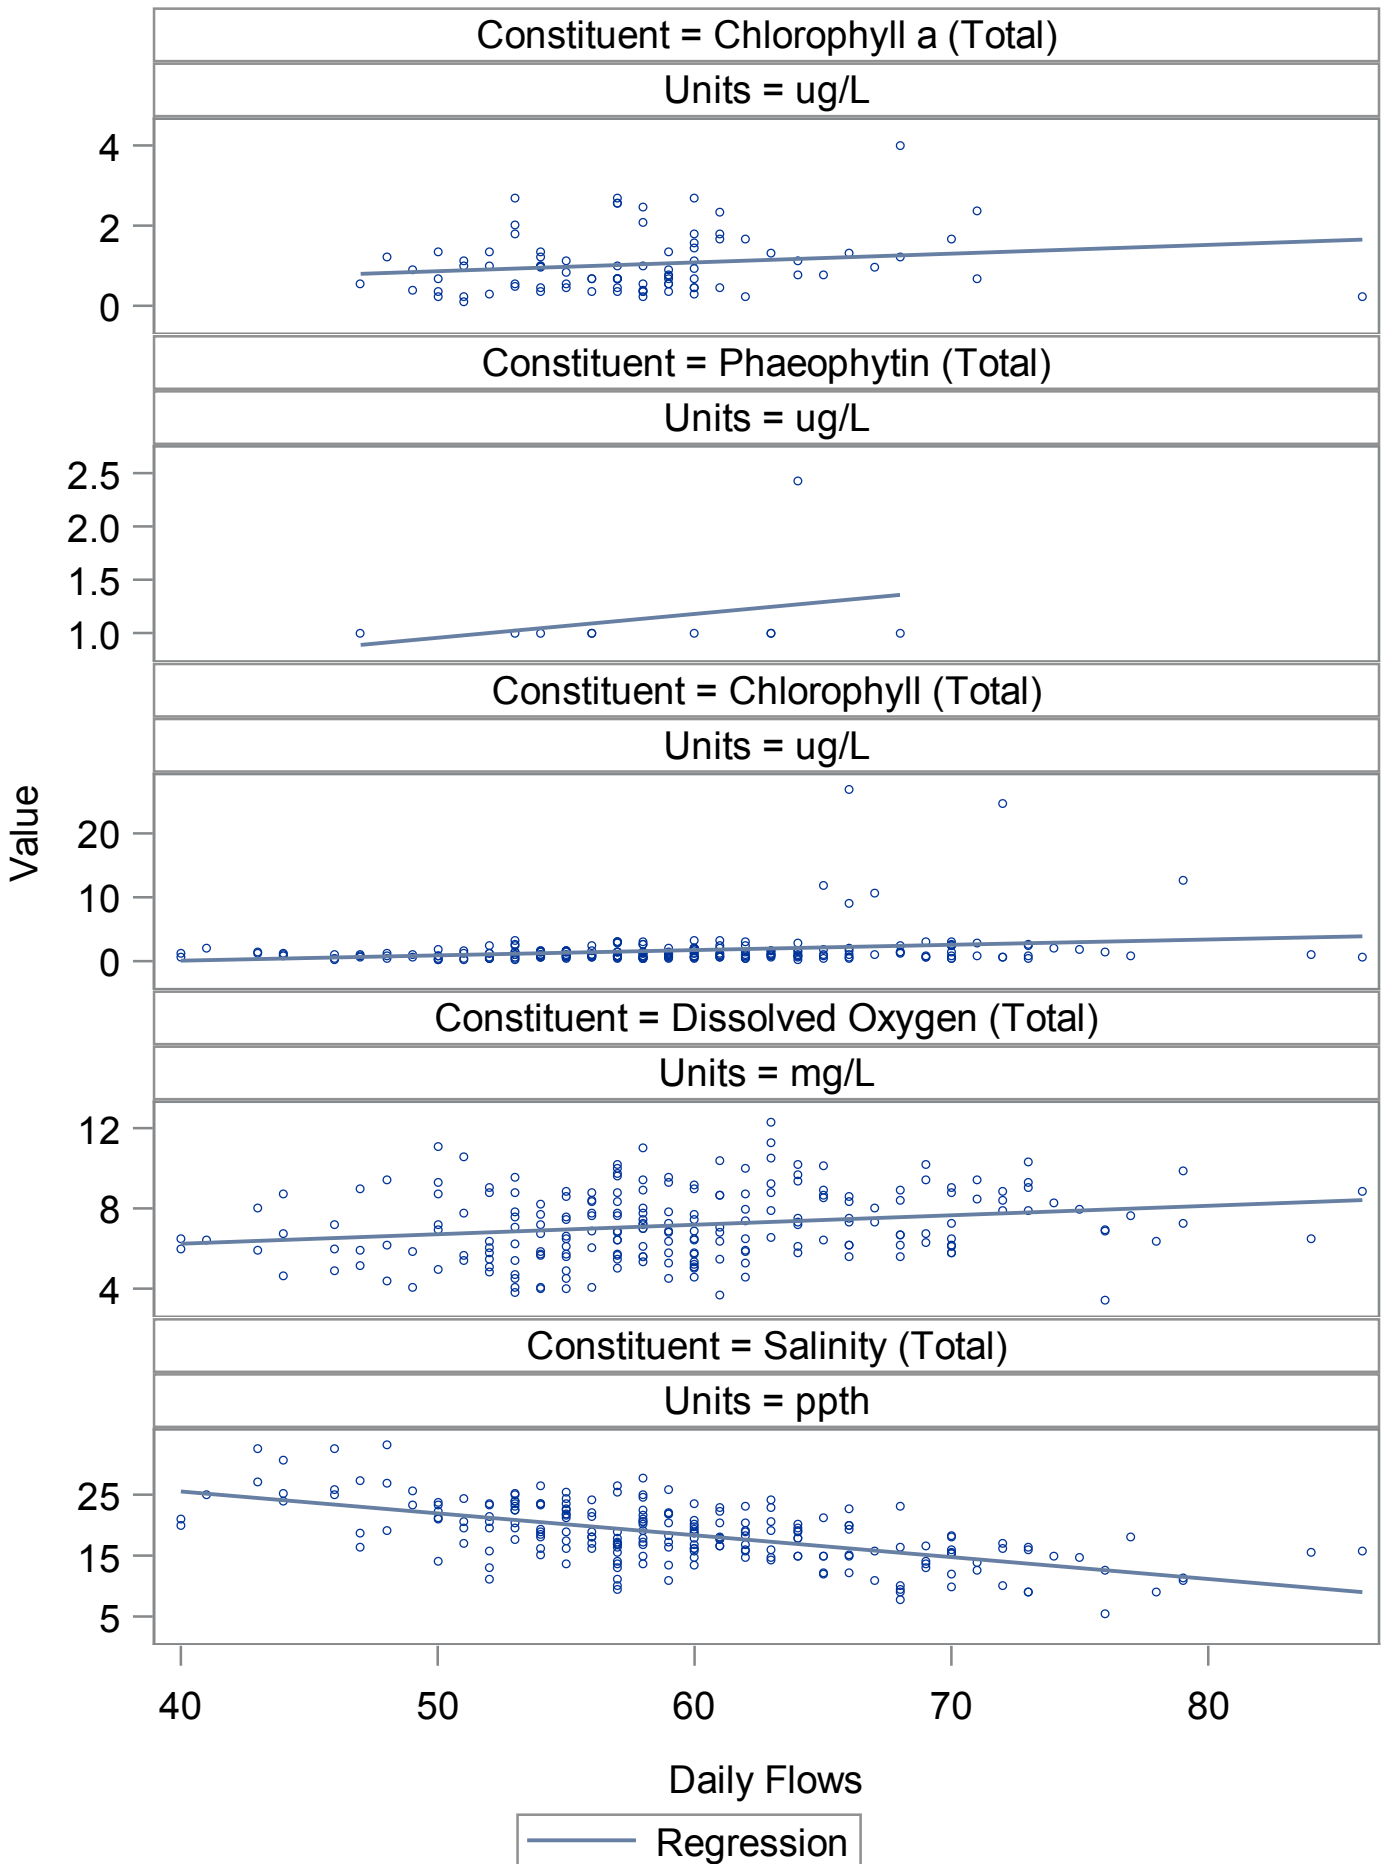 Constituent = Chlorophyll a (Total)
Units = ug/L
4
2
0
Constituent = Phaeophytin (Total)
Units = ug/L
2.5
2.0
1.5
1.0
Constituent = Chlorophyll (Total)
Units = ug/L
Value
20
10
0
Constituent = Dissolved Oxygen (Total)
Units = mg/L
12
8
4
Constituent = Salinity (Total)
Units = ppth
25
15
5
40 50 60 70 80
Daily Flows
Regression